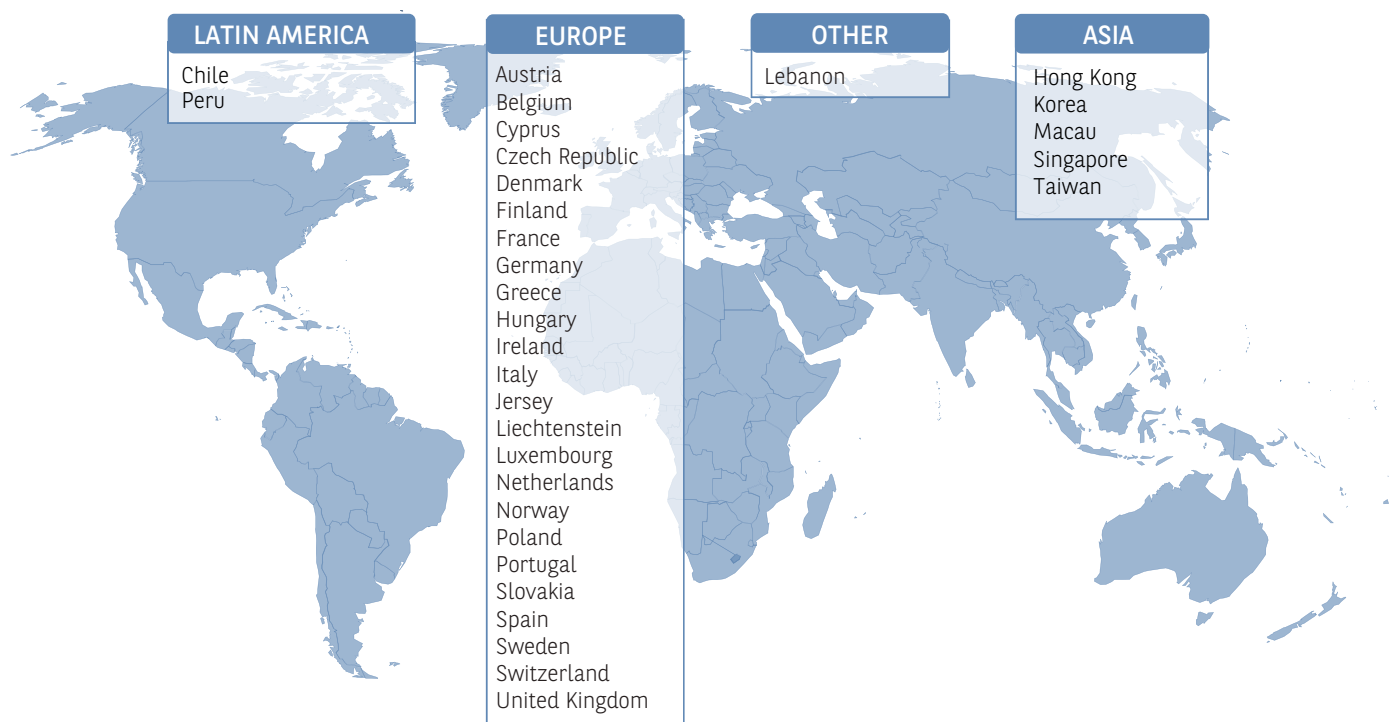 LATIN AMERICA
Chile
Peru
EUROPE
Austria
Belgium
Cyprus
Czech Republic
Denmark
Finland
France
Germany
Greece
Hungary
Ireland
Italy
Jersey
Liechtenstein
Luxembourg
Netherlands
Norway
Poland
Portugal
Slovakia
Spain
Sweden
Switzerland
United Kingdom
OTHER
Lebanon
ASIA
Hong Kong
Korea
Macau
Singapore
Taiwan